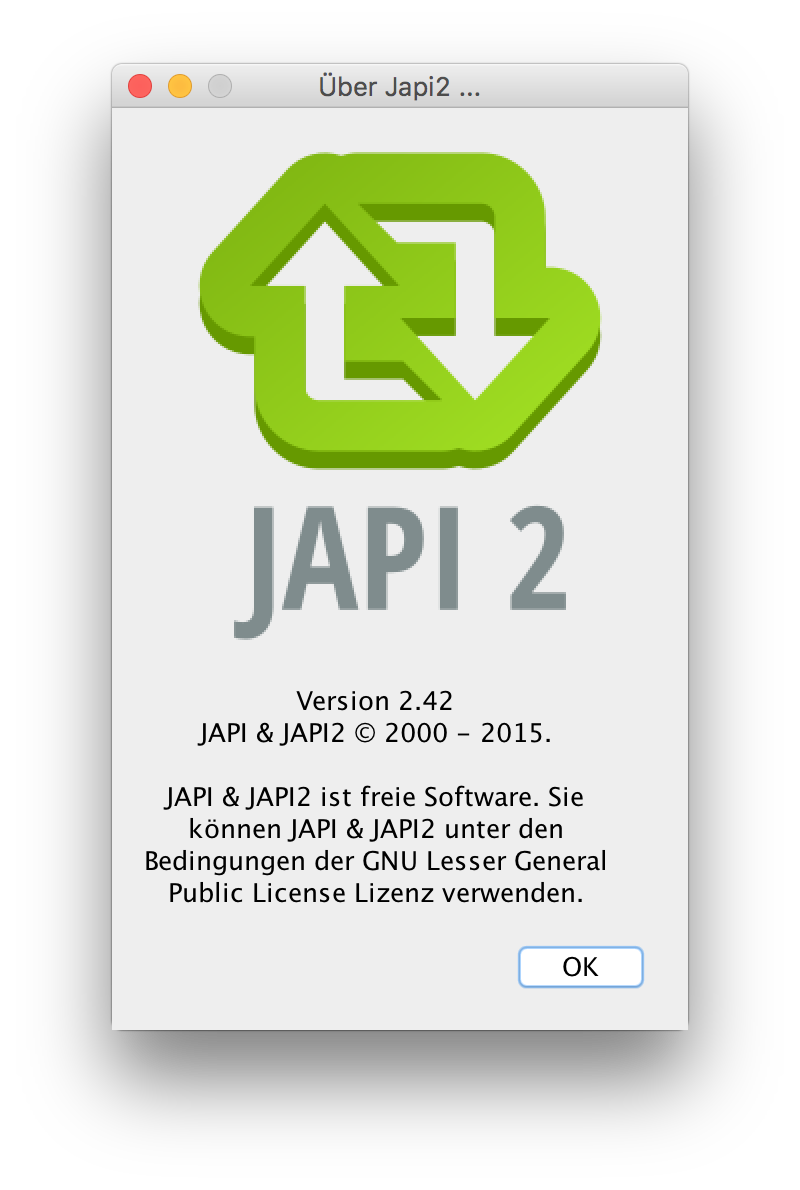 Über Japi2 ...
JAPI 2
Version 2.42
JAPI & JAPI2 © 2000 – 2015.
JAPI & JAPI2 ist freie Software. Sie
können JAPI & JAPI2 unter den
Bedingungen der GNU Lesser General
Public License Lizenz verwenden.
OK